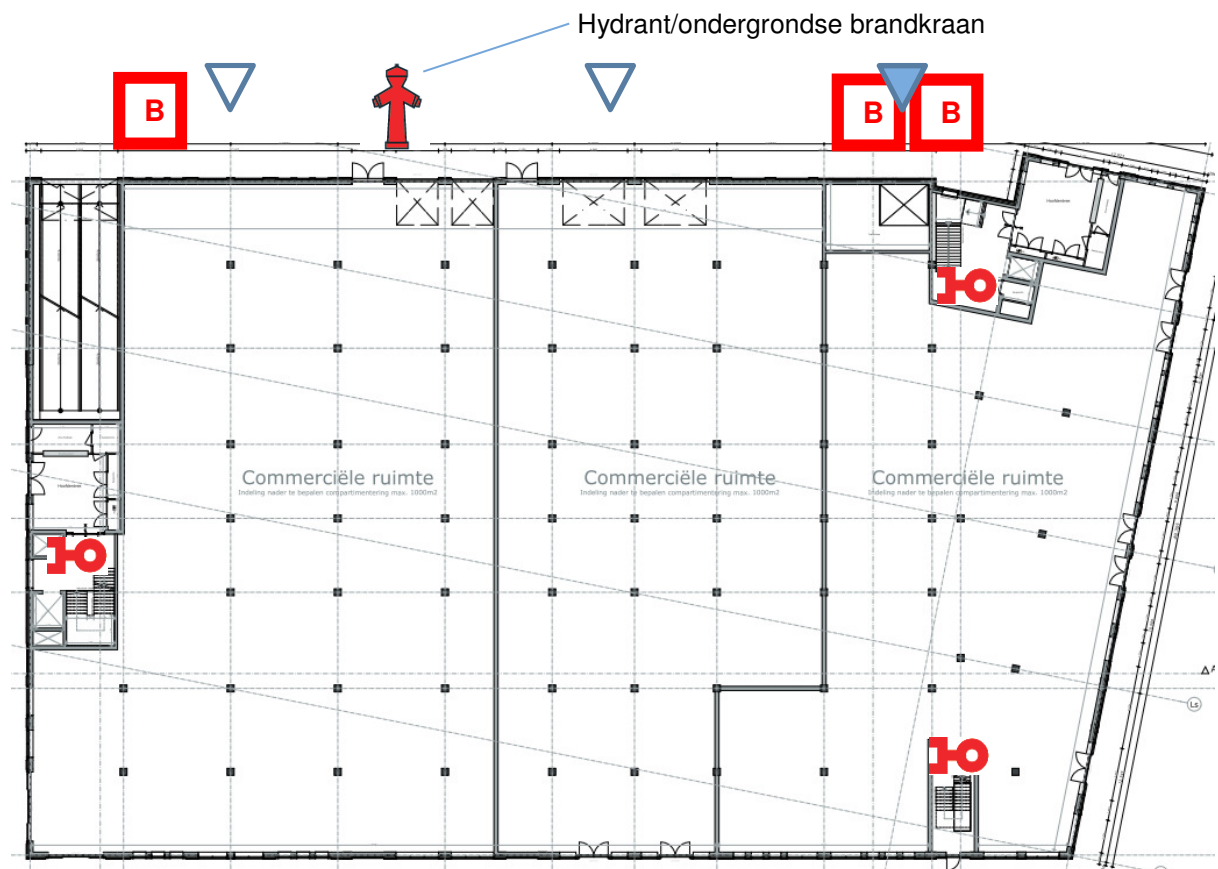 Hydrant/ondergrondse brandkraan
B
B
B
Commerciële ruimte
Indeling nader te bepalen compartimentering max. 1000m2
Commerciële ruimte
Indeling nader te bepalen compartimentering max. 1000m2
Commerciële ruimte
Indeling nader te bepalen compartimentering max. 1000m2
A
Ls